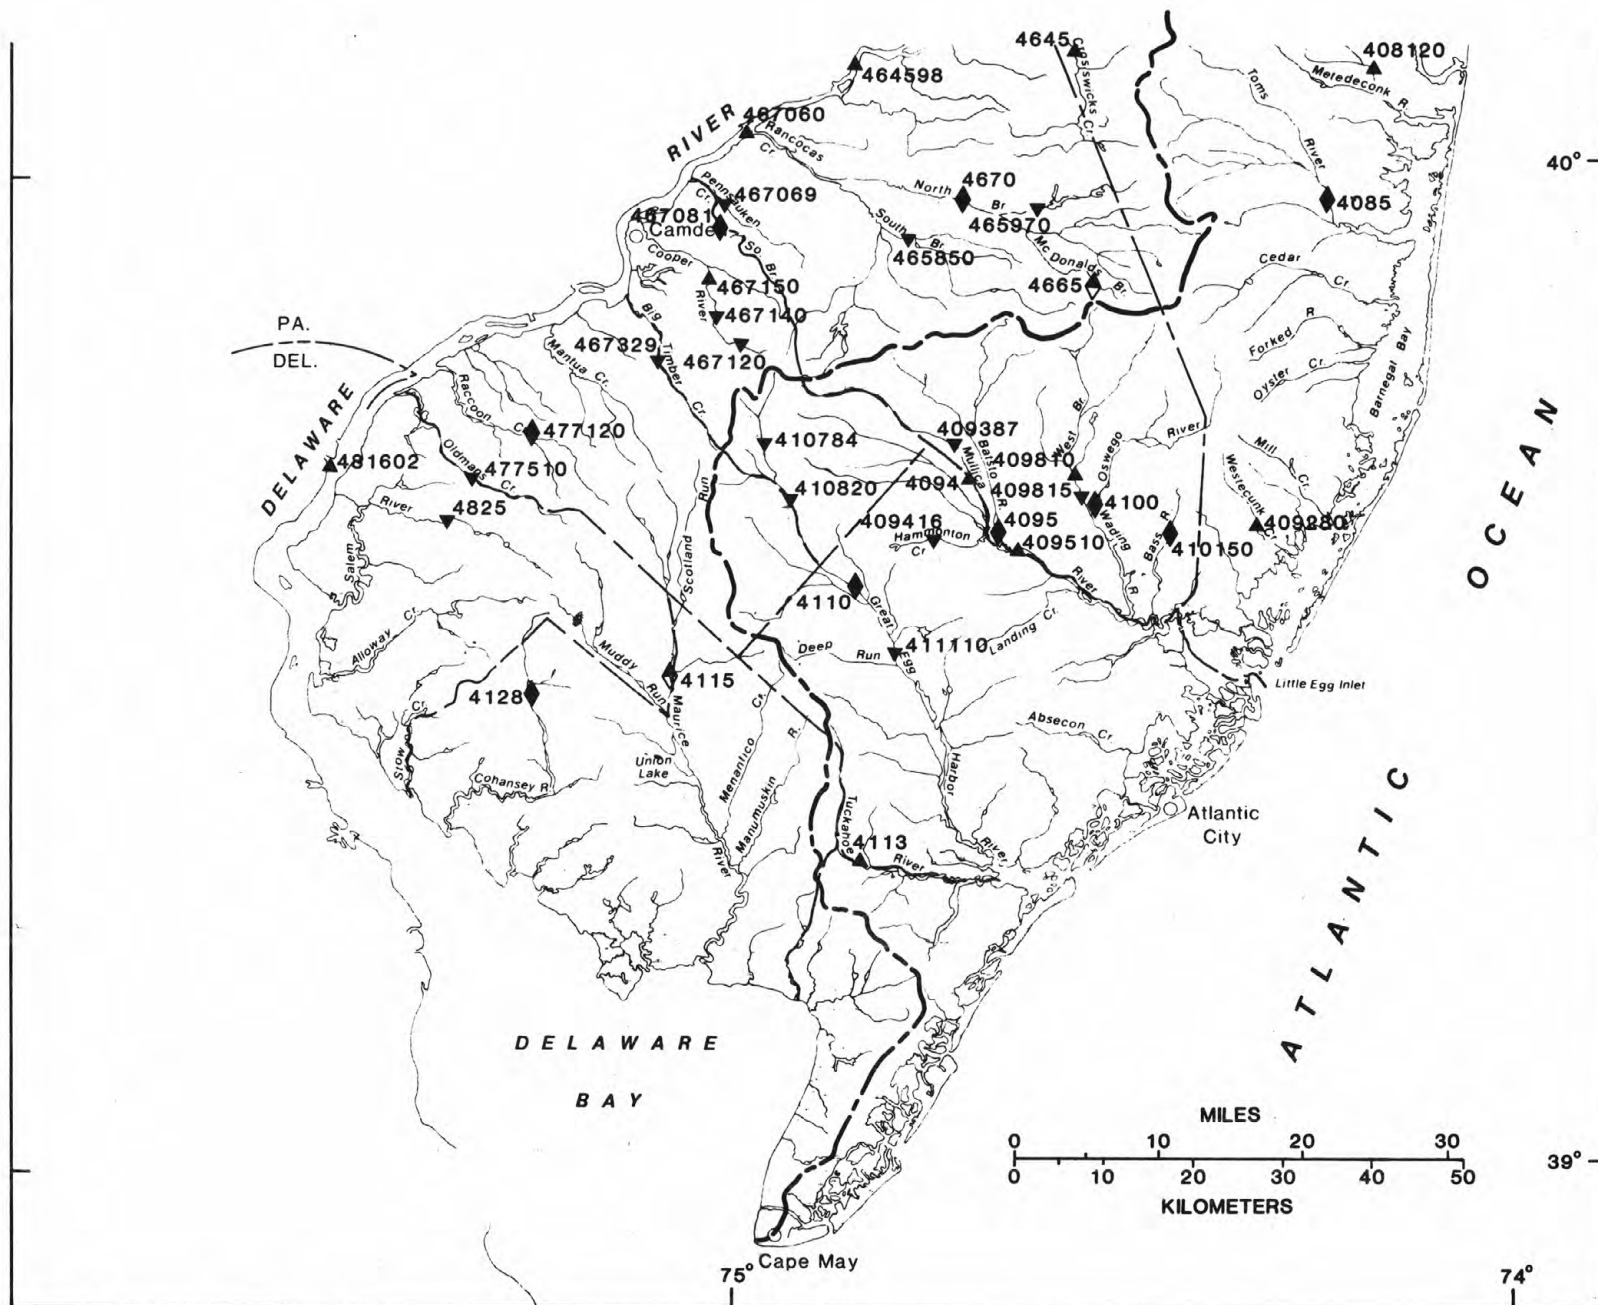 4645
Crosswicks Cr.
408120
Metedeconk R.
464598
Toms
River
RIVER
467060
Rancocas
Cr.
40°
North
4670
Br.
465970
4085
Pennsauken
Cr.
467069
467081
Camden
So. Br.
South
Br.
465850
Mc Donalds
Br.
4665
Cedar
Cr.
Cooper
River
467150
467140
Forked
R
Oyster Cr.
Barnegat Bay
PA.
DEL.
Big
Timber
Cr.
467329
467120
Mantua Cr.
Raccoon
Cr.
477120
410784
409387
West
Br.
River
Oswego
R
Mill
Cr.
DELAWARE
481602
Oldmans
Cr.
477510
Run
410820
Mullica
Batsto R.
4094
409810
409815
4100
Westecunk
Cr.
409280
OCEAN
River
4825
409416
Hammonton
Cr
4095
409510
Wading
R
Bass R
410150
Salem
Scotland
4110
River
Alloway Cr.
Great
Landing Cr.
Muddy
Run
Deep
Run
411110
Egg
4128
4115
Maurice
Cr.
Little Egg Inlet
Cr.
Stow
R.
Absecon
Cr.
Union
Lake
Menantico
Harbor
Cohansey R
Manumuskin
Tuckahoe
Atlantic
City
4113
River
River
River
ATLANTIC
DELAWARE
BAY
MILES
0 10 20 30
0 10 20 30 40 50
KILOMETERS
39°
Cape May
75°
74°